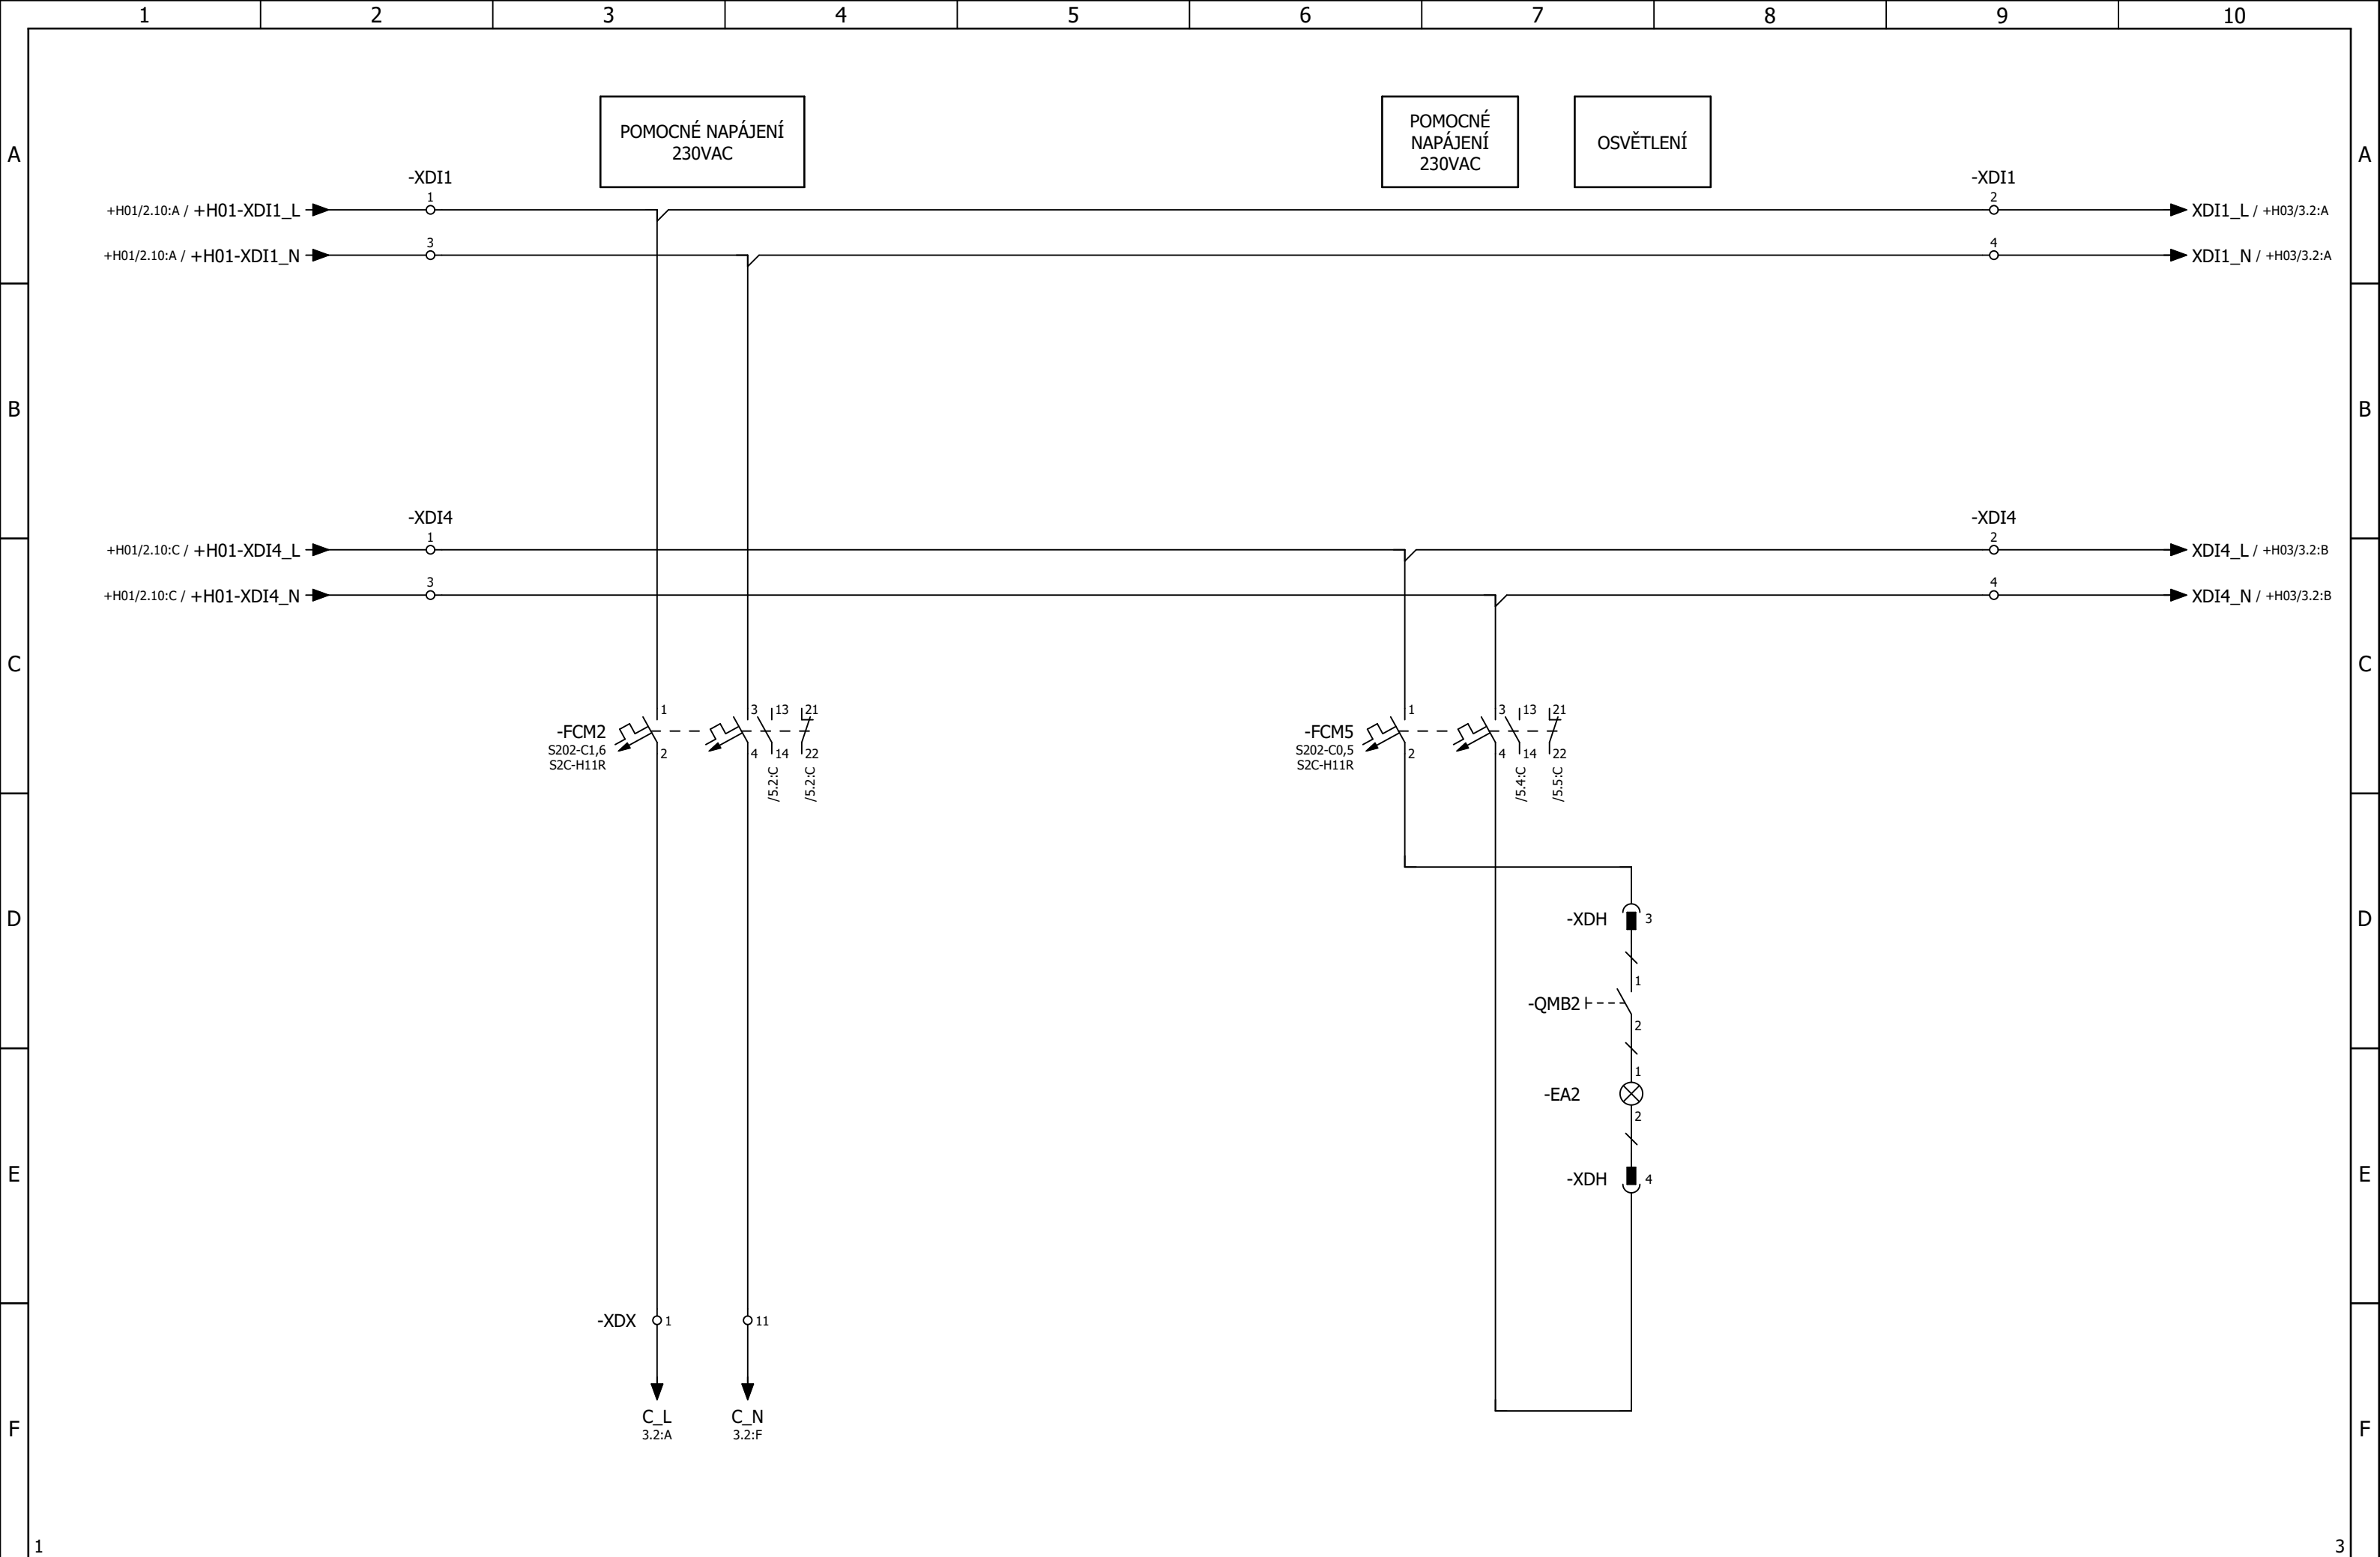 1 2 3 4 5 6 7 8 9 10
POMOCNÉ NAPÁJENÍ
230VAC
POMOCNÉ
NAPÁJENÍ
230VAC
OSVĚTLENÍ
A A
-XDI1 -XDI1
1 2
+H01/2.10:A / +H01-XDI1_L XDI1_L / +H03/3.2:A
3 4
+H01/2.10:A / +H01-XDI1_N XDI1_N / +H03/3.2:A
B B
-XDI4 -XDI4
1 2
+H01/2.10:C / +H01-XDI4_L XDI4_L / +H03/3.2:B
3 4
+H01/2.10:C / +H01-XDI4_N XDI4_N / +H03/3.2:B
C C
1 3 13 21 1 3 13 21
-FCM2 -FCM5
S202-C1,6 S202-C0,5
2 4 14 22 2 4 14 22
S2C-H11R S2C-H11R
/5.2:C /5.2:C /5.4:C /5.5:C
D D
-XDH 3
1
-QMB2
2
1
-EA2
2
E E
-XDH 4
-XDX 1 11
C_L C_N
3.2:A 3.2:F
F F
1 3